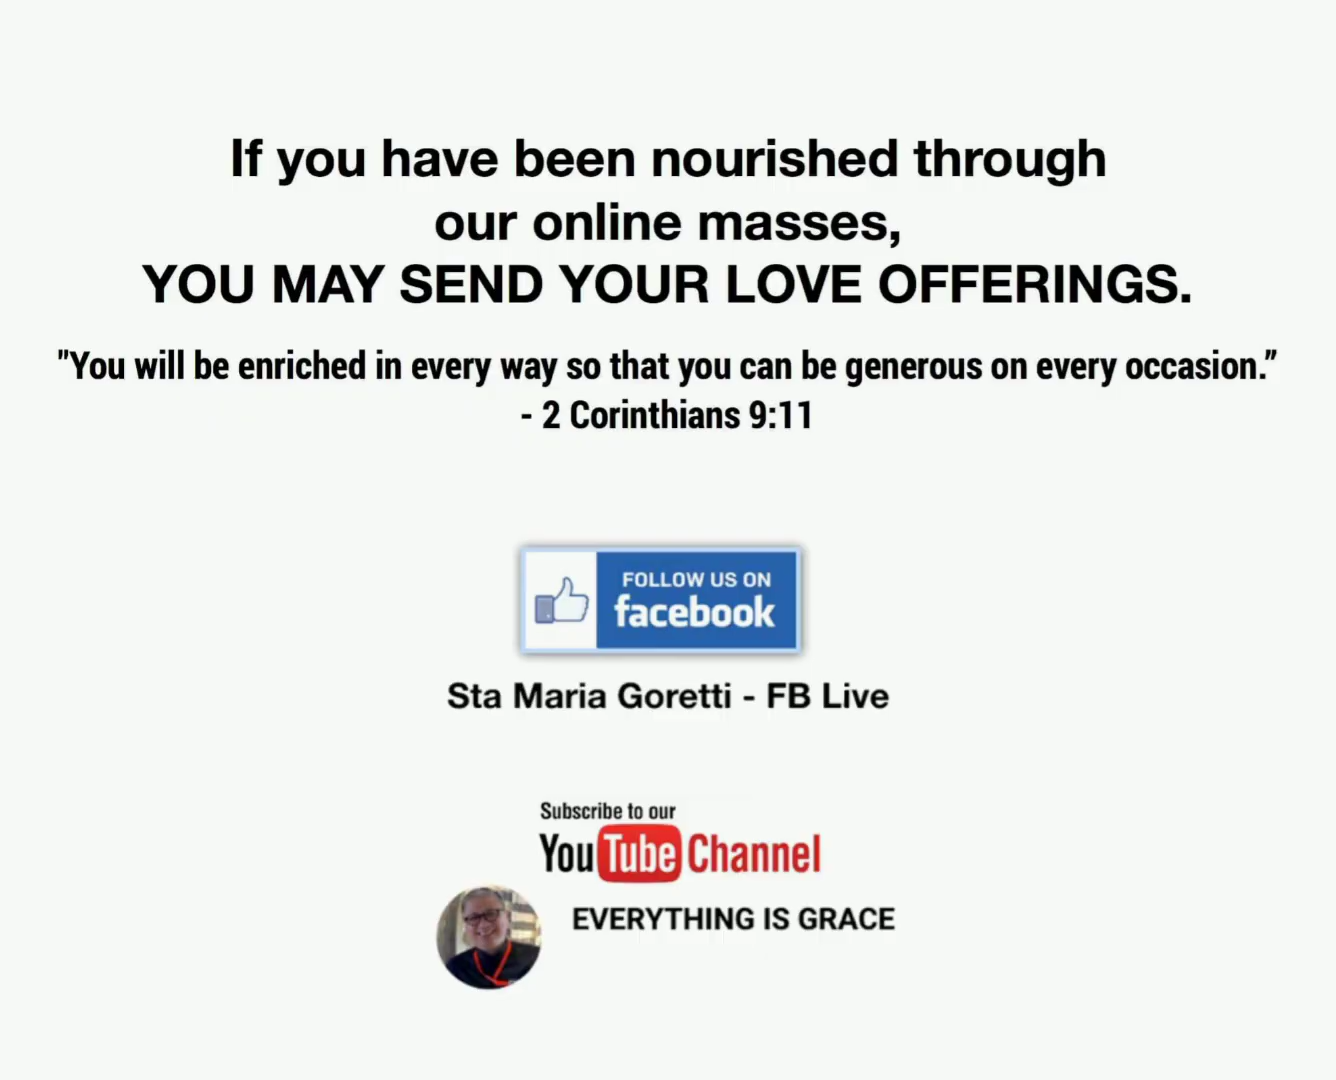 If you have been nourished through
our online masses,
YOU MAY SEND YOUR LOVE OFFERINGS.
"You will be enriched in every way so that you can be generous on every occasion.”
- 2 Corinthians 9:11
FOLLOW US ON
facebook
Sta Maria Goretti - FB Live
Subscribe to our
YouTube Channel
EVERYTHING IS GRACE